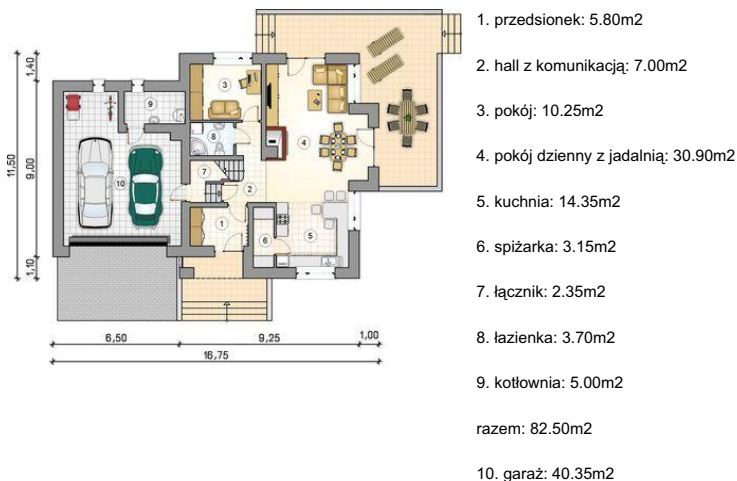 1. przedsionek: 5.80m2
2. hall z komunikacją: 7.00m2
3. pokój: 10.25m2
4. pokój dzienny z jadalnią: 30.90m2
5. kuchnia: 14.35m2
6. spiżarka: 3.15m2
7. łącznik: 2.35m2
8. łazienka: 3.70m2
9. kotłownia: 5.00m2
razem: 82.50m2
10. garaż: 40.35m2
1,40
11,50
9,00
1,10
3
9
8
4
7
10
2
1
6
5
6,50
9,25
1,00
16,75